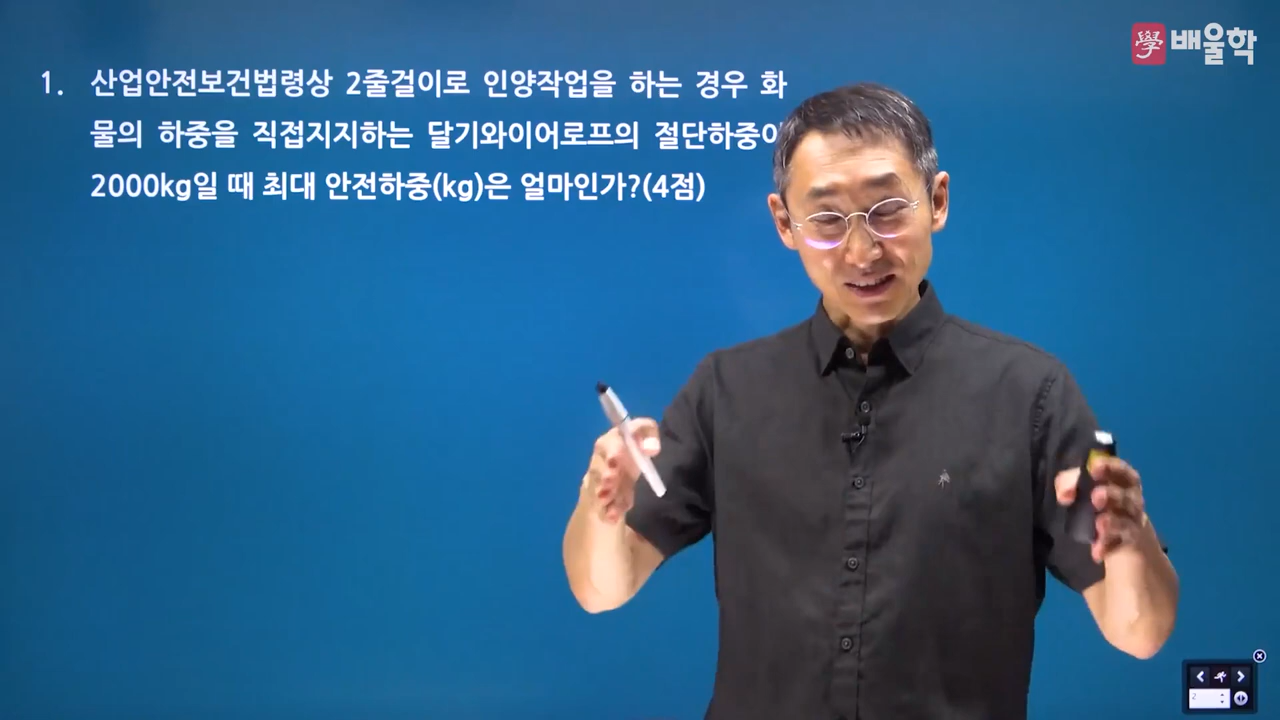 學 배울학
1. 산업안전보건법령상 2줄걸이로 인양작업을 하는 경우 화
물의 하중을 직접지지하는 달기와이어로프의 절단하중이
2000kg일 때 최대 안전하중(kg)은 얼마인가?(4점)
2